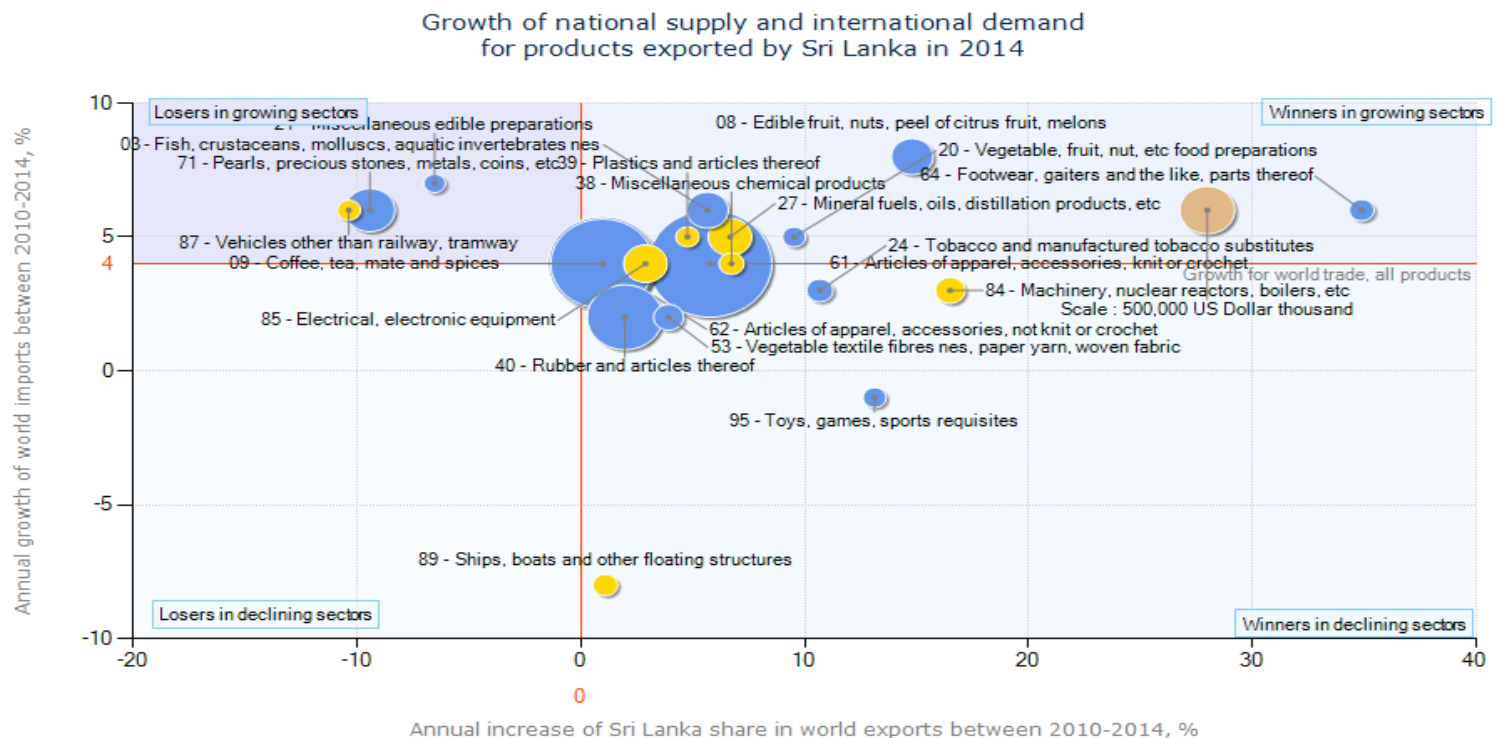 Growth of national supply and international demand
for products exported by Sri Lanka in 2014
Annual growth of world imports between 2010-2014, %
10
5
4
0
-5
-10
Losers in growing sectors
Winners in growing sectors
21 - Miscellaneous edible preparations
08 - Edible fruit, nuts, peel of citrus fruit, melons
03 - Fish, crustaceans, molluscs, aquatic invertebrates nes
20 - Vegetable, fruit, nut, etc food preparations
71 - Pearls, precious stones, metals, coins, etc
39 - Plastics and articles thereof
64 - Footwear, gaiters and the like, parts thereof
38 - Miscellaneous chemical products
27 - Mineral fuels, oils, distillation products, etc
87 - Vehicles other than railway, tramway
24 - Tobacco and manufactured tobacco substitutes
09 - Coffee, tea, mate and spices
61 - Articles of apparel, accessories, knit or crochet
Growth for world trade, all products
84 - Machinery, nuclear reactors, boilers, etc
Scale : 500,000 US Dollar thousand
85 - Electrical, electronic equipment
62 - Articles of apparel, accessories, not knit or crochet
53 - Vegetable textile fibres nes, paper yarn, woven fabric
40 - Rubber and articles thereof
95 - Toys, games, sports requisites
89 - Ships, boats and other floating structures
Losers in declining sectors
Winners in declining sectors
-20
-10
0
10
20
30
40
0
Annual increase of Sri Lanka share in world exports between 2010-2014, %